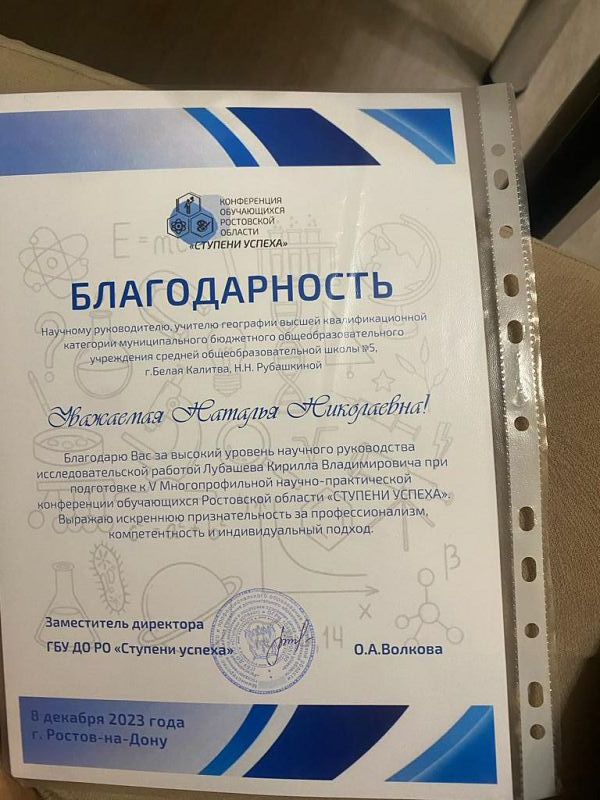 КОНФЕРЕНЦИЯ
ОБУЧАЮЩИХСЯ
РОСТОВСКОЙ
ОБЛАСТИ
«СТУПЕНИ УСПЕХА»
E=m
БЛАГОДАРНОСТЬ
Научному руководителю, учителю географии высшей квалификационной
категории муниципального бюджетного общеобразовательного
учреждения средней общеобразовательной школы №5,
г.Белая Калитва, Н.Н. Рубашкиной
Уважаемая Наталья Николаевна!
Благодарю Вас за высокий уровень научного руководства
исследовательской работой Лубашева Кирилла Владимировича при
подготовке к V Многопрофильной научно-практической
конференции обучающихся Ростовской области «СТУПЕНИ УСПЕХА».
Выражаю искреннюю признательность за профессионализм,
компетентность и индивидуальный подход.
β
x
14
Заместитель директора
ГБУ ДО РО «Ступени успеха»
О.А.Волкова
8 декабря 2023 года
г. Ростов-на-Дону